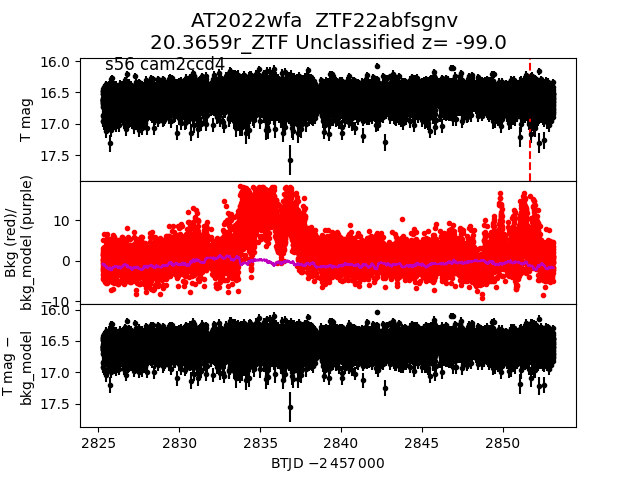 AT2022wfa  ZTF22abfsgnv
20.3659r_ZTF Unclassified z= -99.0
s56 cam2ccd4
16.0
16.5
17.0
17.5
T mag
10
0
−10
Bkg (red)/
bkg_model (purple)
16.0
16.5
17.0
17.5
T mag −
bkg_model
2825 2830 2835 2840 2845 2850
BTJD −2 457 000